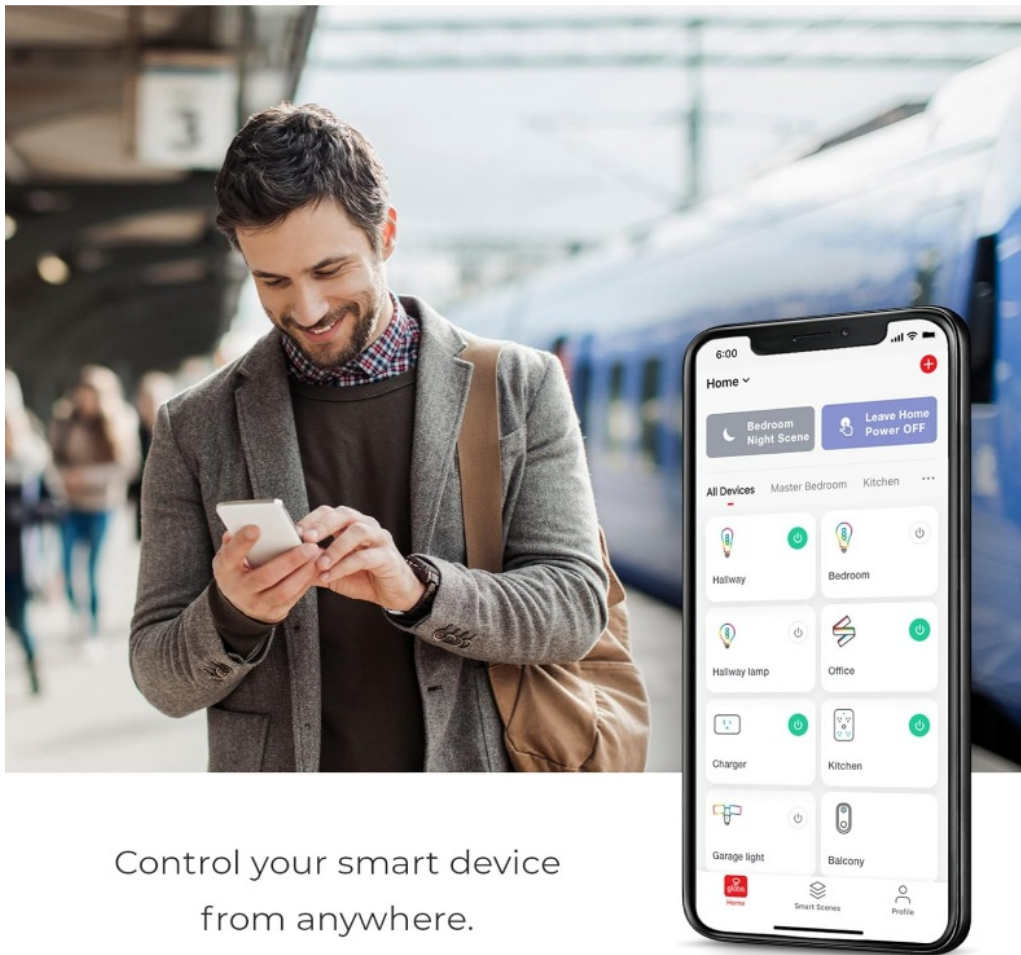 3
6:00
Home
Bedroom
Night Scene
Leave Home
Power OFF
All Devices
Master Bedroom
Kitchen
Hallway
Bedroom
Hallway lamp
Office
Charger
Kitchen
Garage light
Balcony
globe
Home
Smart Scenes
Profile
Control your smart device
from anywhere.